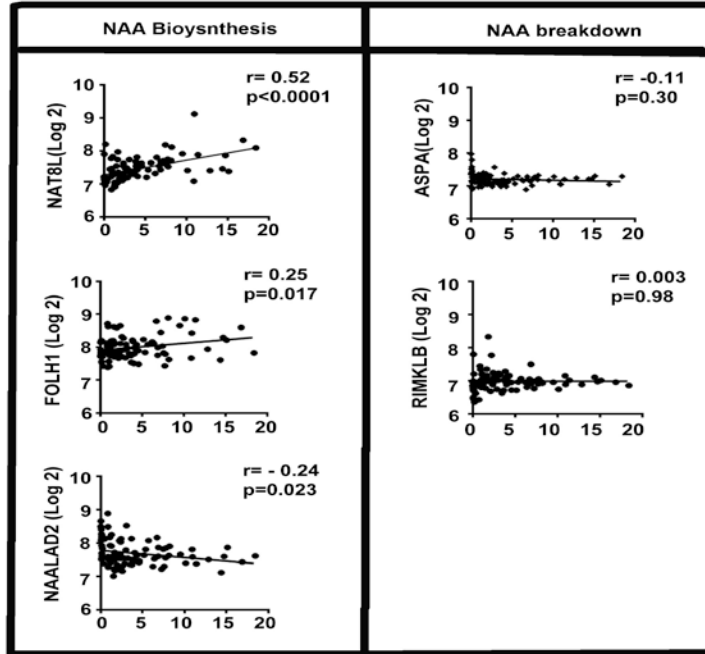 NAA Bioysnthesis
NAA breakdown
r= 0.52
p<0.0001
NAT8L(Log 2)
10
9
8
7
6
0 5 10 15 20
r= 0.25
p=0.017
FOLH1 (Log 2)
10
9
8
7
6
0 5 10 15 20
r= - 0.24
p=0.023
NAALAD2 (Log 2)
10
9
8
7
6
0 5 10 15 20
r= -0.11
p=0.30
ASPA(Log 2)
10
9
8
7
6
0 5 10 15 20
r= 0.003
p=0.98
RIMKLB (Log 2)
10
9
8
7
6
0 5 10 15 20